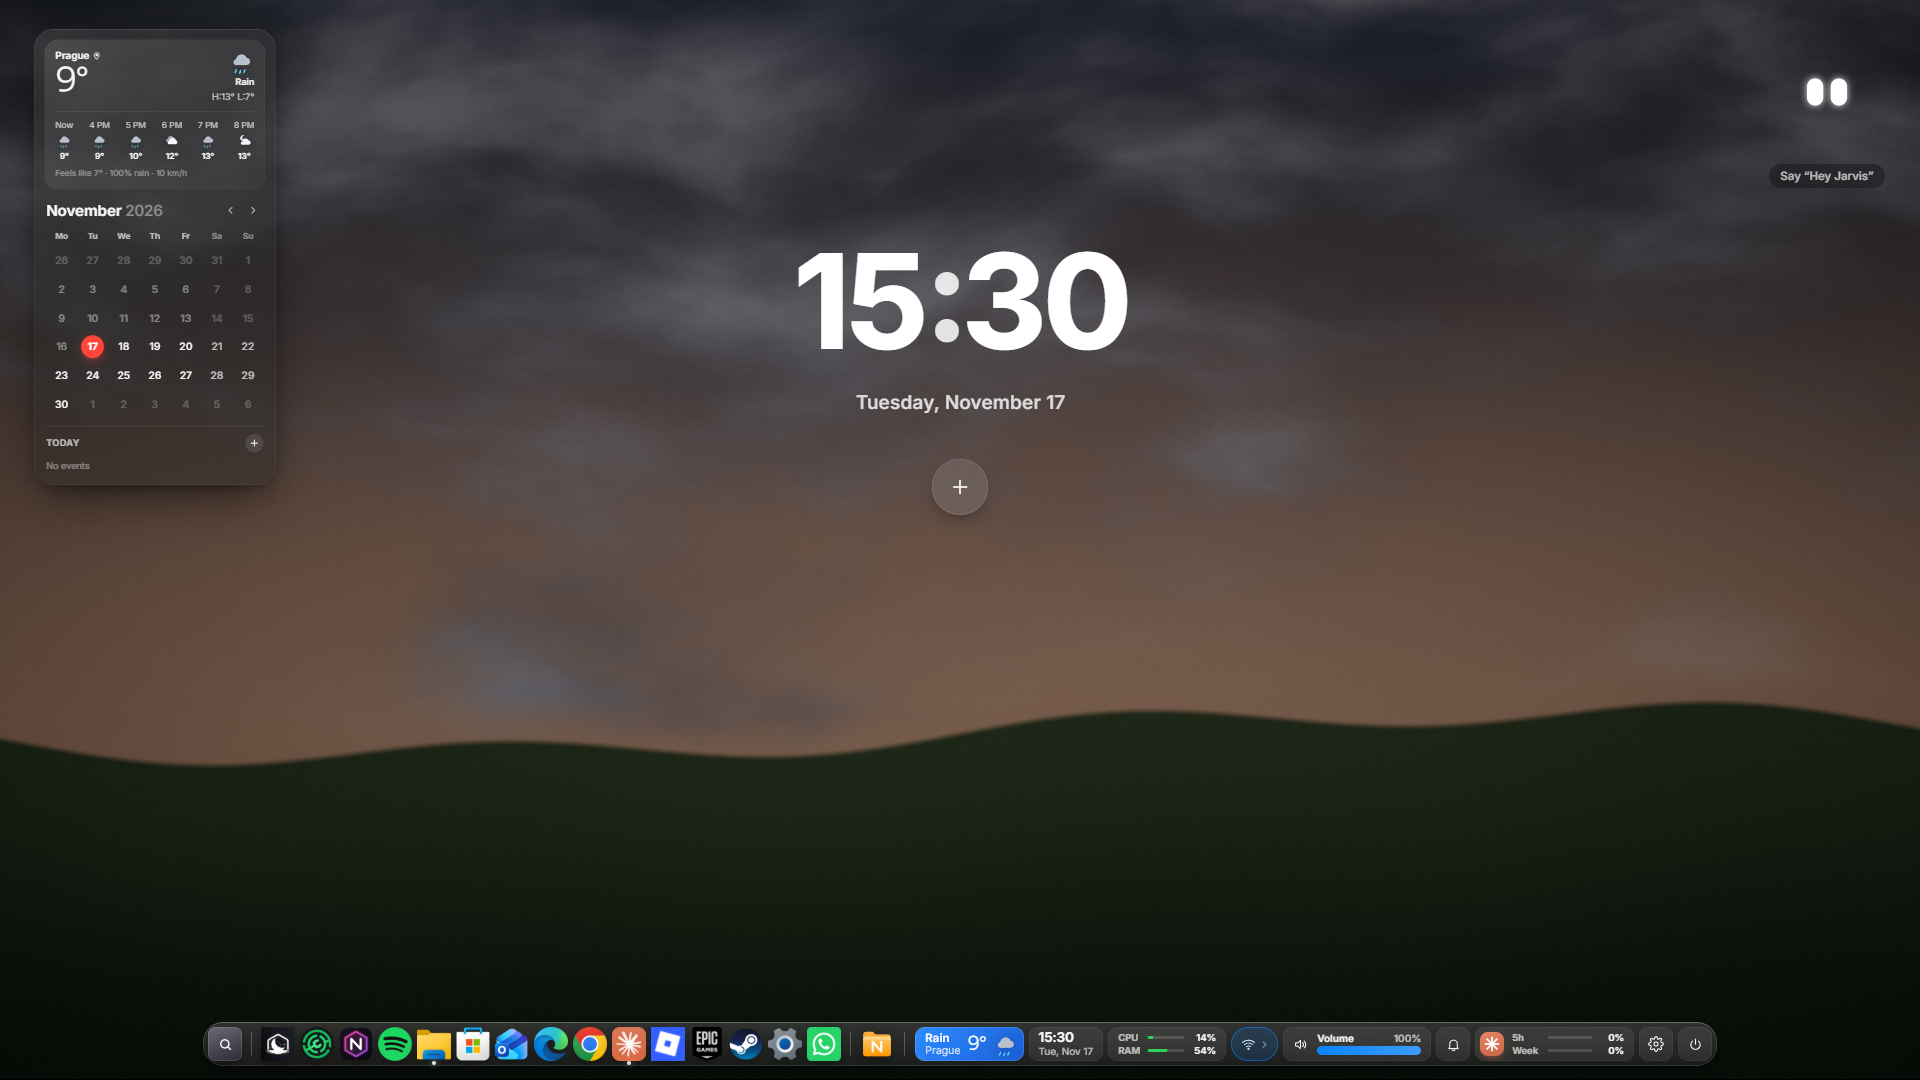 Prague
9°
Rain
H:13° L:7°
Now 4 PM 5 PM 6 PM 7 PM 8 PM
9° 9° 10° 12° 13° 13°
Feels like 7° · 100% rain · 10 km/h
November 2026
Mo Tu We Th Fr Sa Su
26 27 28 29 30 31 1
2 3 4 5 6 7 8
9 10 11 12 13 14 15
16 17 18 19 20 21 22
23 24 25 26 27 28 29
30 1 2 3 4 5 6
TODAY
No events
15:30
Tuesday, November 17
Say “Hey Jarvis”
EPIC
GAMES
N
Rain
Prague
9°
15:30
Tue, Nov 17
CPU 14%
RAM 54%
Volume 100%
5h 0%
Week 0%